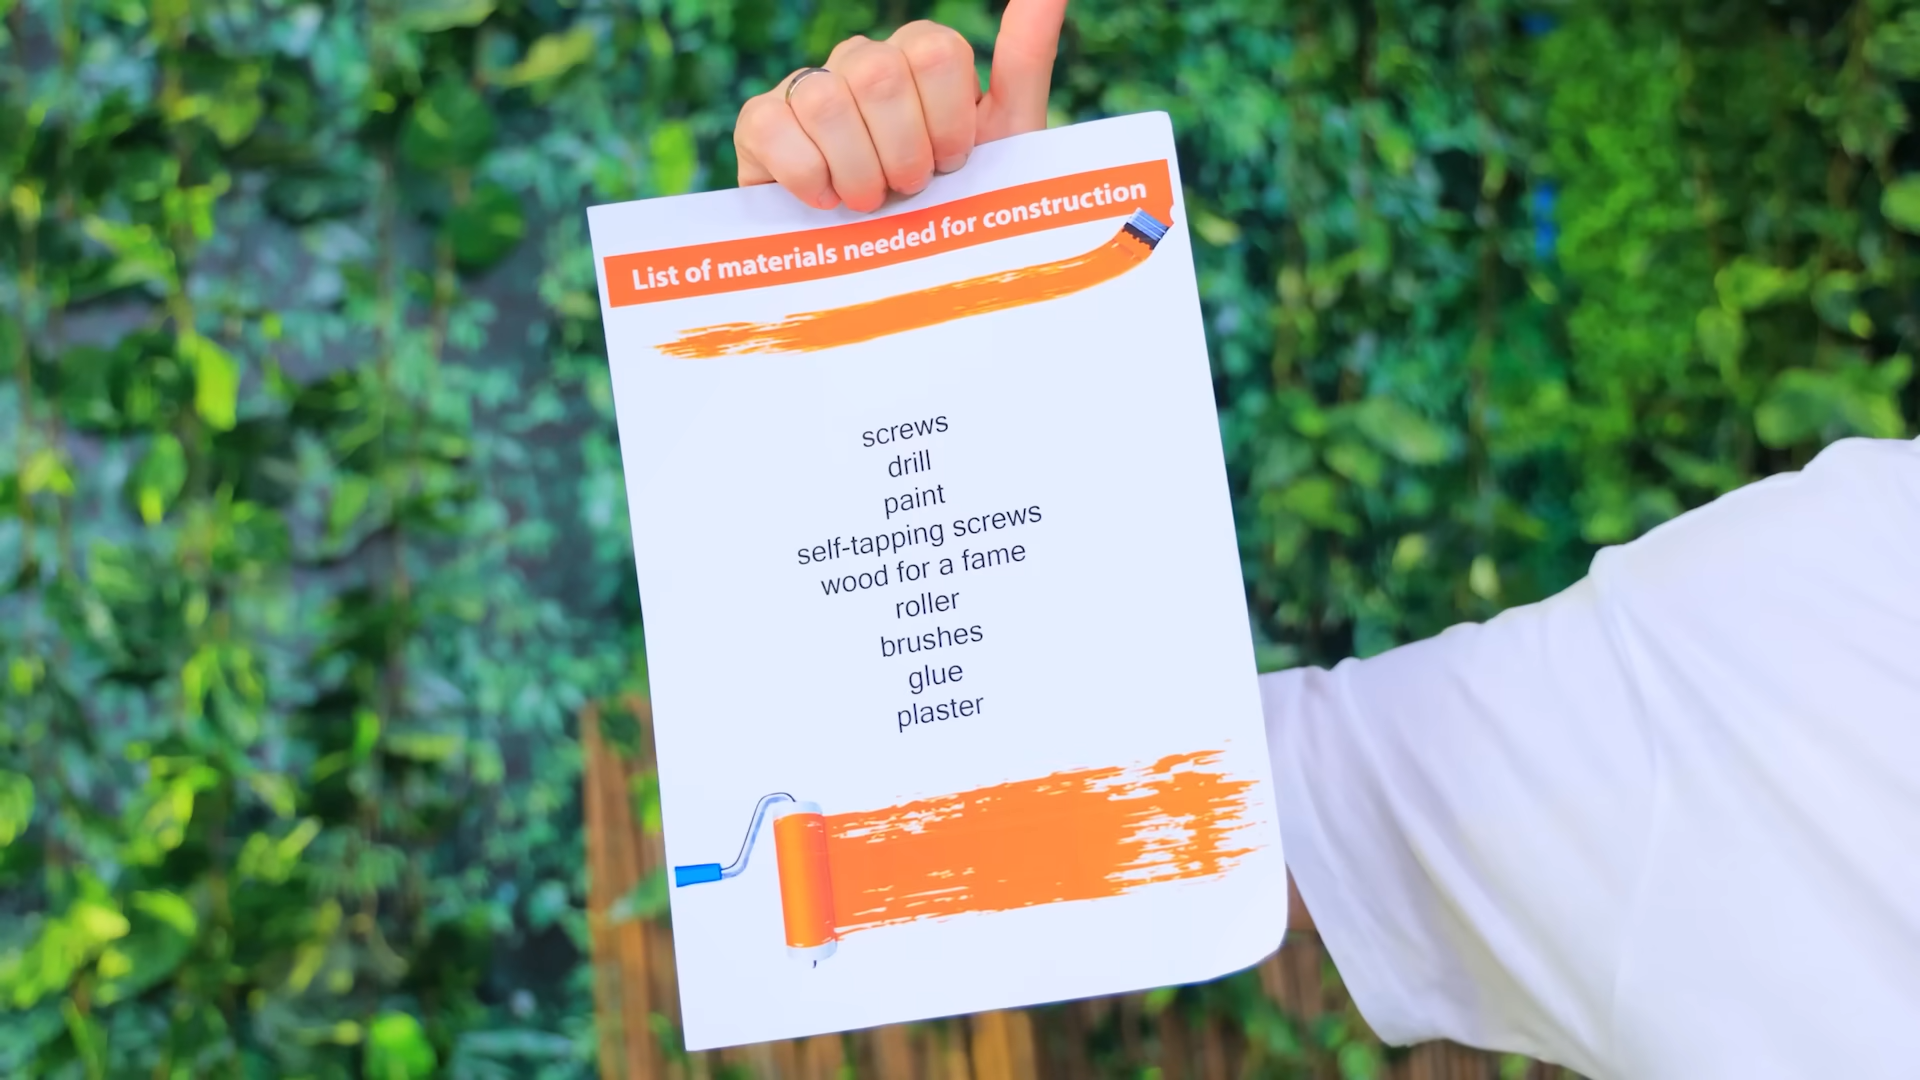 List of materials needed for construction
screws
drill
paint
self-tapping screws
wood for a fame
roller
brushes
glue
plaster